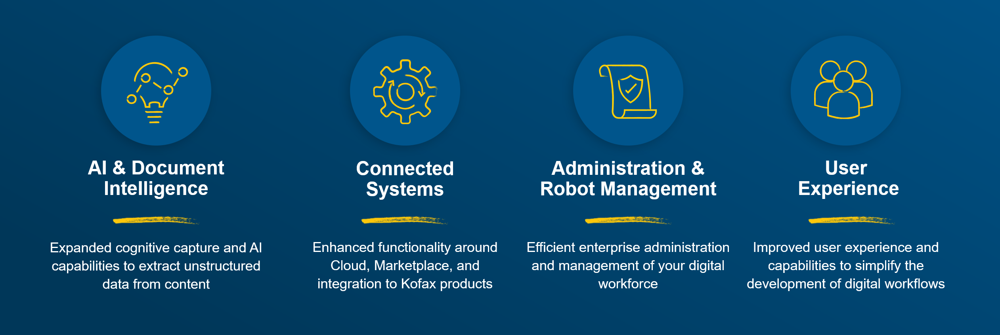 AI & Document
Intelligence
Expanded cognitive capture and AI
capabilities to extract unstructured
data from content
Connected
Systems
Enhanced functionality around
Cloud, Marketplace, and
integration to Kofax products
Administration &
Robot Management
Efficient enterprise administration
and management of your digital
workforce
User
Experience
Improved user experience and
capabilities to simplify the
development of digital workflows